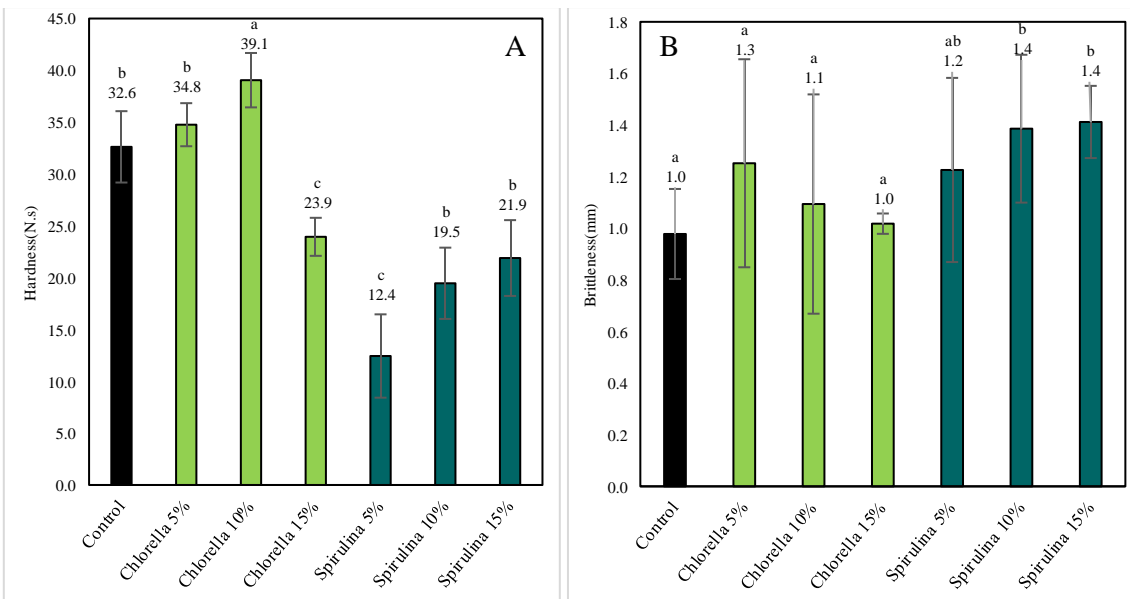 A
Hardness(N.s)
45.0
40.0
35.0
30.0
25.0
20.0
15.0
10.0
5.0
0.0
b
32.6
b
34.8
a
39.1
c
23.9
c
12.4
b
19.5
b
21.9
Control
Chlorella 5%
Chlorella 10%
Chlorella 15%
Spirulina 5%
Spirulina 10%
Spirulina 15%
B
Brittleness(mm)
1.8
1.6
1.4
1.2
1.0
0.8
0.6
0.4
0.2
0.0
a
1.0
a
1.3
a
1.1
a
1.0
ab
1.2
b
1.4
b
1.4
Control
Chlorella 5%
Chlorella 10%
Chlorella 15%
Spirulina 5%
Spirulina 10%
Spirulina 15%